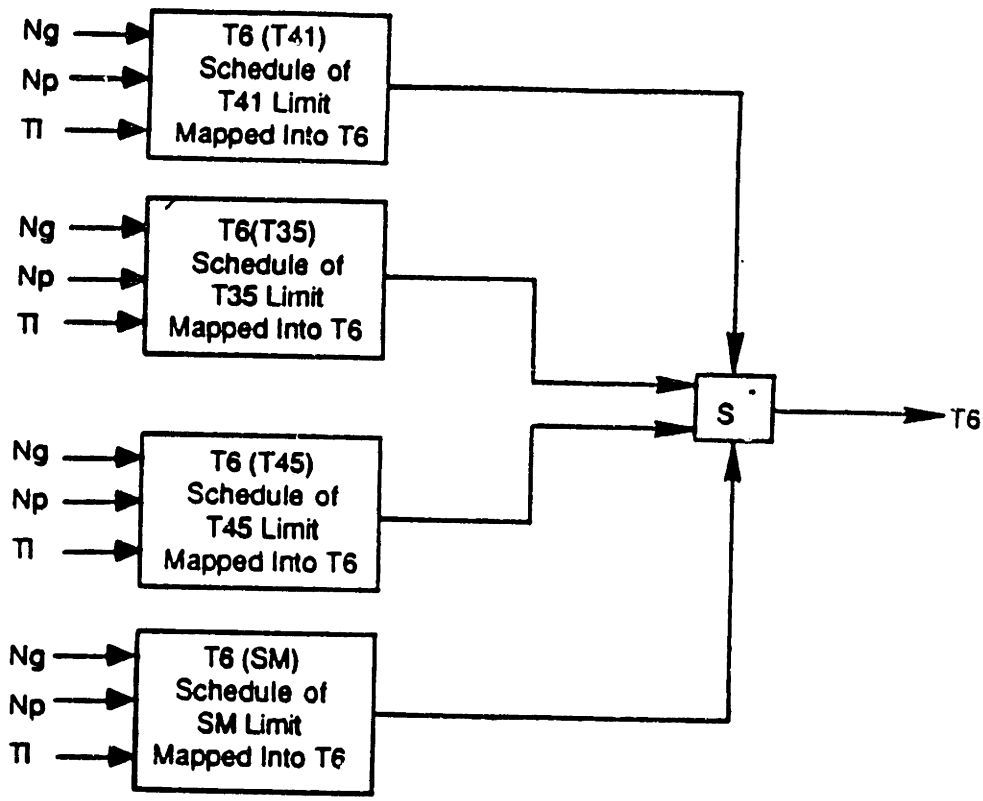 Ng
Np
Tl
T6 (T41)
Schedule of
T41 Limit
Mapped Into T6
Ng
Np
Tl
T6(T35)
Schedule of
T35 Limit
Mapped Into T6
Ng
Np
Tl
T6 (T45)
Schedule of
T45 Limit
Mapped Into T6
Ng
Np
Tl
T6 (SM)
Schedule of
SM Limit
Mapped Into T6
S
T6